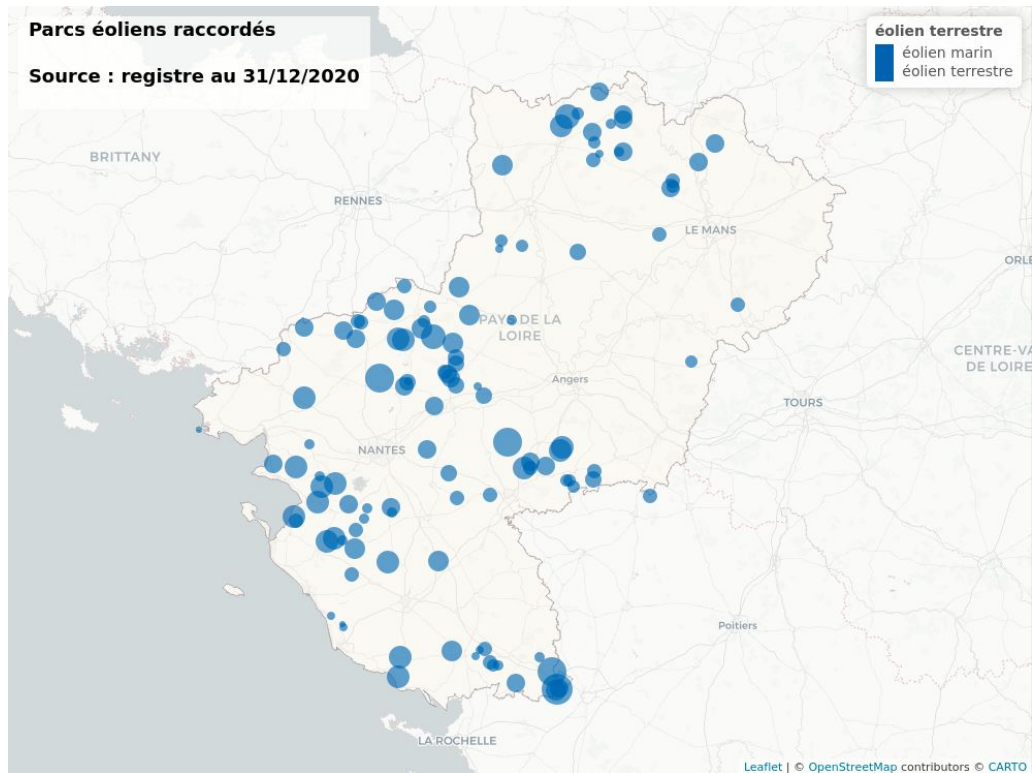 Parcs éoliens raccordés
Source : registre au 31/12/2020
éolien terrestre
éolien marin
éolien terrestre
BRITTANY
RENNES
LE MANS
ORLE
PAYS DE LA
LOIRE
CENTRE-VA
DE LOIRE
Angers
TOURS
NANTES
Poitiers
LA ROCHELLE
Leaflet | © OpenStreetMap contributors © CARTO